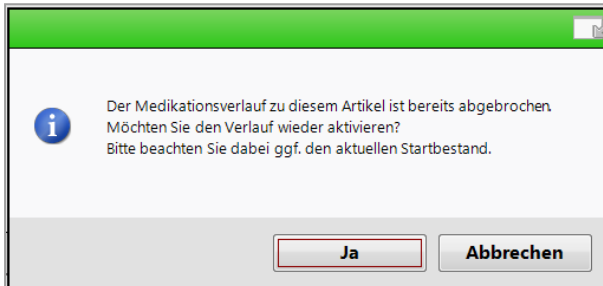 Der Medikationsverlauf zu diesem Artikel ist bereits abgebrochen.
Möchten Sie den Verlauf wieder aktivieren?
Bitte beachten Sie dabei ggf. den aktuellen Startbestand.
Ja
Abbrechen